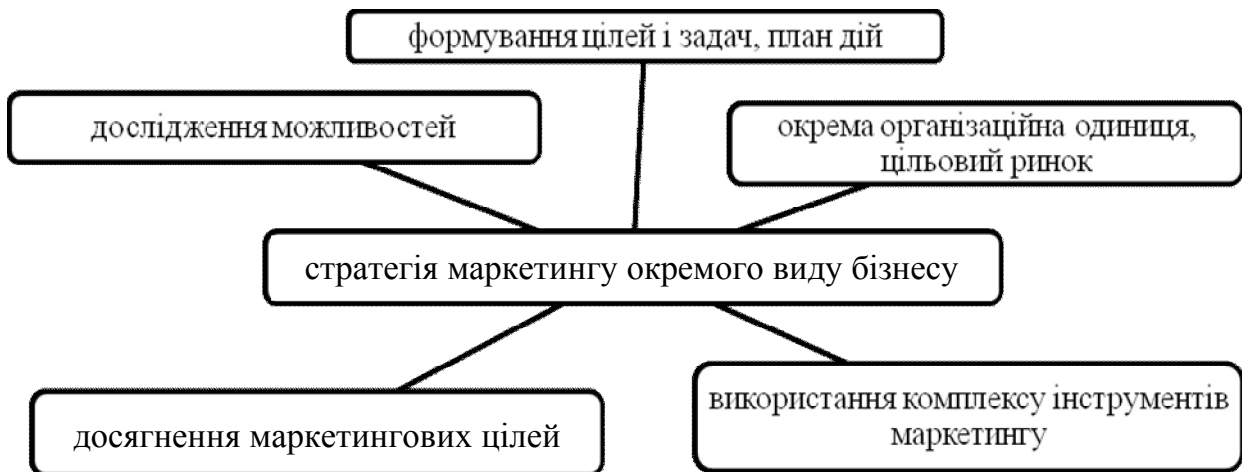 формування цілей і задач, план дій
дослідження можливостей
окрема організаційна одиниця,
цільовий ринок
стратегія маркетингу окремого виду бізнесу
досягнення маркетингових цілей
використання комплексу інструментів
маркетингу